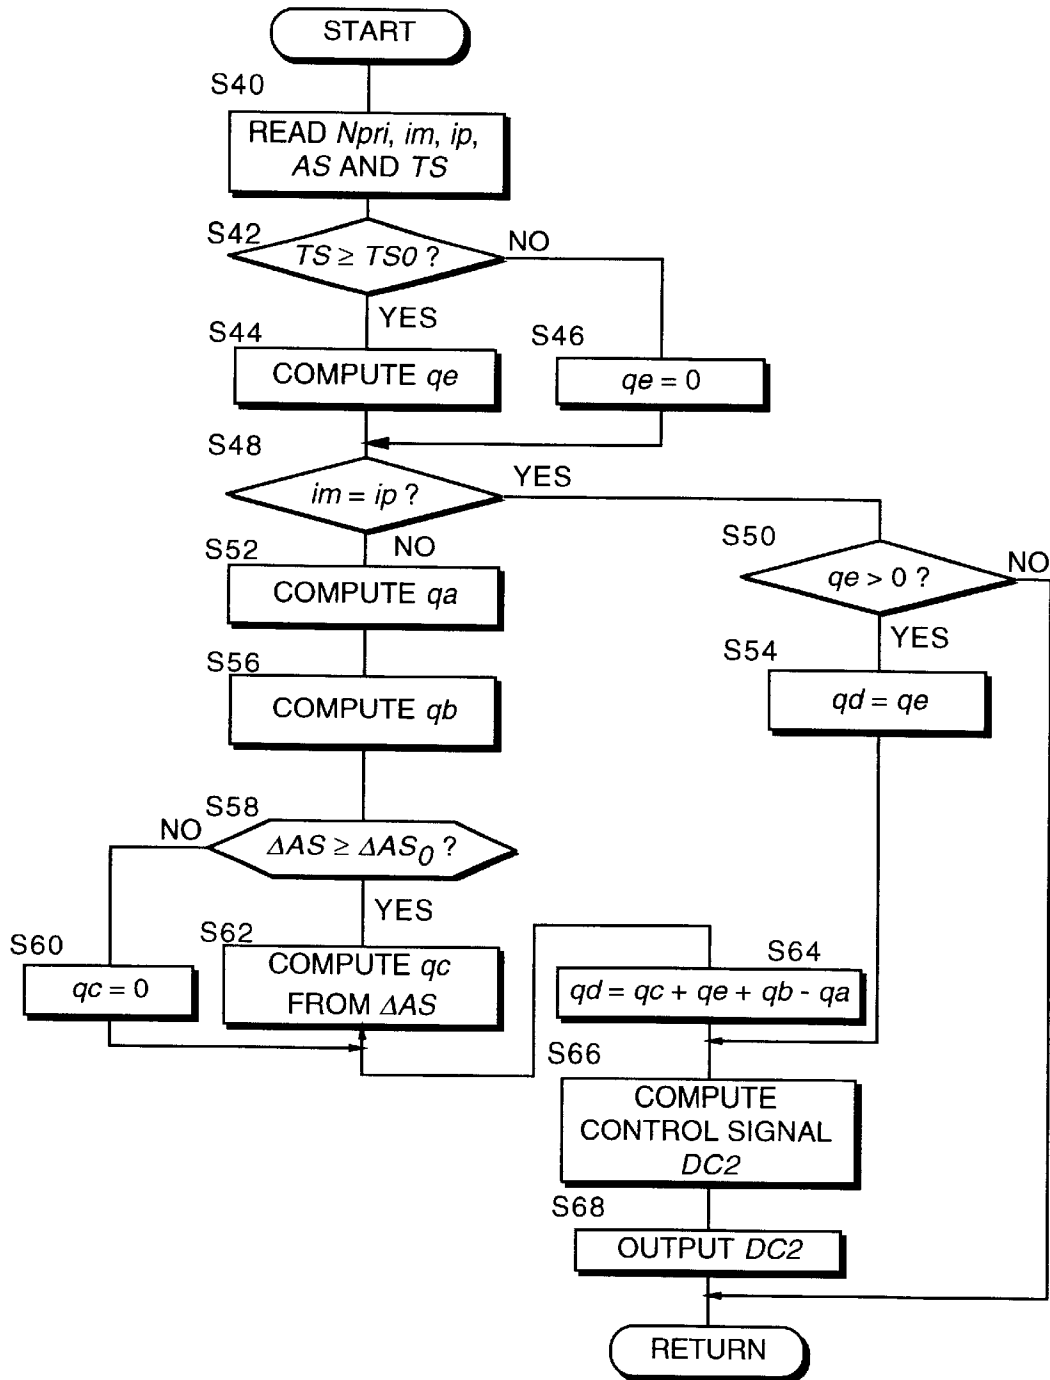 START
S40
READ Npri, im, ip,
AS AND TS
S42
TS ≥ TS0 ?
NO
YES
S44
COMPUTE qe
S46
qe = 0
S48
im = ip ?
YES
NO
S50
qe > 0 ?
NO
YES
S52
COMPUTE qa
S54
qd = qe
S56
COMPUTE qb
S58
NO
ΔAS ≥ ΔAS0 ?
YES
S60
qc = 0
S62
COMPUTE qc
FROM ΔAS
S64
qd = qc + qe + qb - qa
S66
COMPUTE
CONTROL SIGNAL
DC2
S68
OUTPUT DC2
RETURN